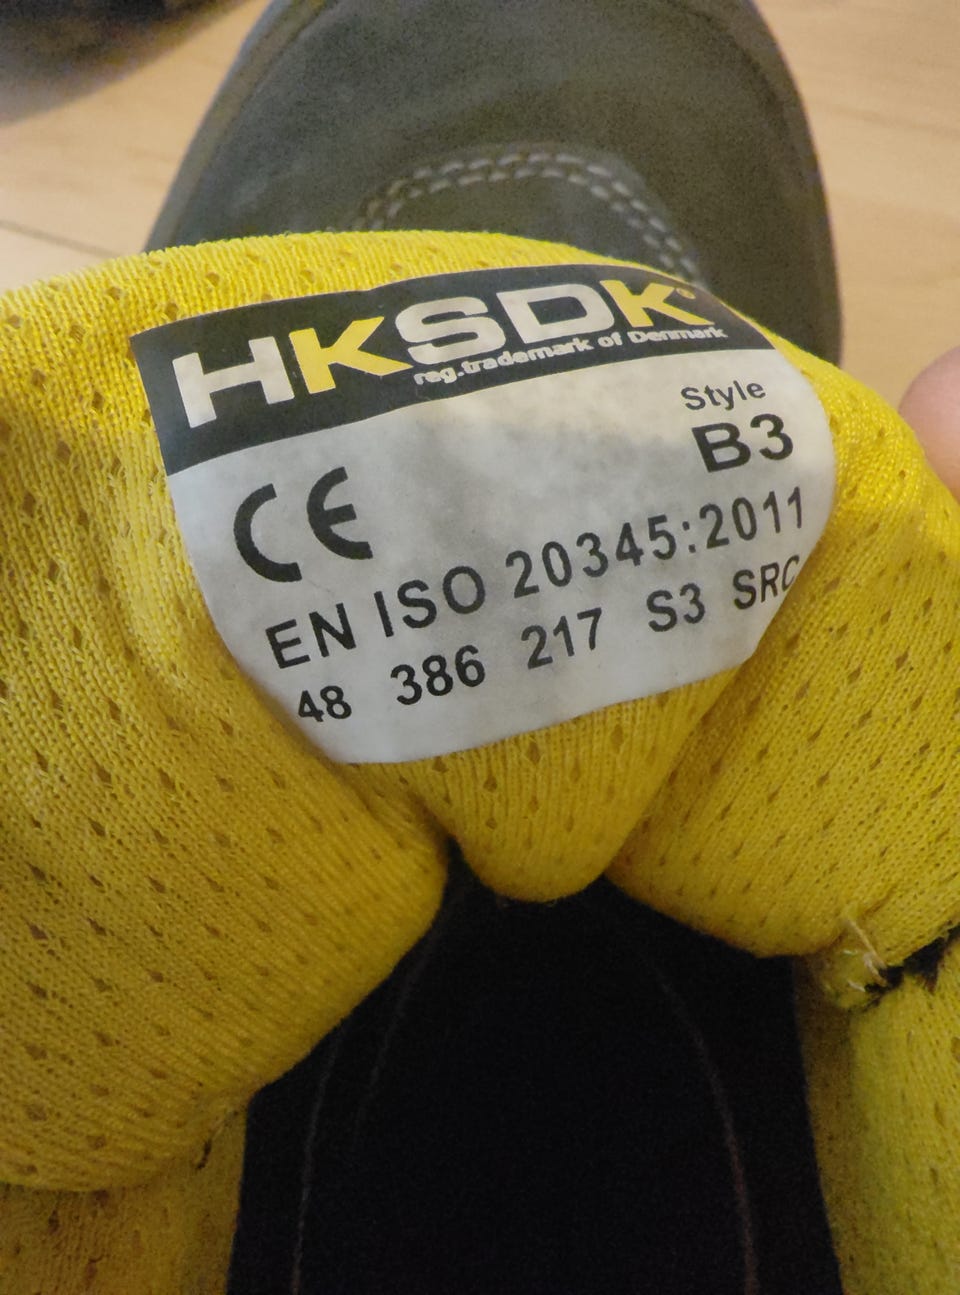 HKSDK®
reg.trademark of Denmark
Style
B3
CE
EN ISO 20345:2011
48 386 217 S3 SRC